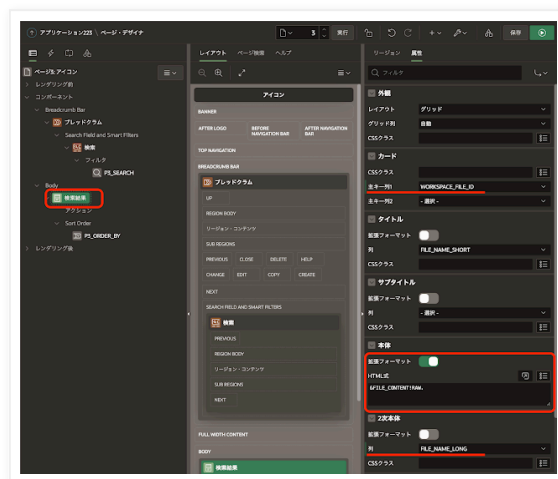 アプリケーション223 \ ページ・デザイナ
3
実行
保存
ページ3: アイコン
レンダリング前
コンポーネント
Breadcrumb Bar
ブレッドクラム
Search Field and Smart Filters
検索
フィルタ
P3_SEARCH
Body
検索結果
アクション
Sort Order
P3_ORDER_BY
レンダリング後
レイアウト ページ検索 ヘルプ
アイコン
BANNER
AFTER LOGO
BEFORE NAVIGATION BAR
AFTER NAVIGATION BAR
TOP NAVIGATION
BREADCRUMB BAR
ブレッドクラム
UP
REGION BODY
リージョン・コンテンツ
SUB REGIONS
PREVIOUS CLOSE DELETE HELP
CHANGE EDIT COPY CREATE
NEXT
SEARCH FIELD AND SMART FILTERS
検索
PREVIOUS
REGION BODY
リージョン・コンテンツ
SUB REGIONS
NEXT
FULL WIDTH CONTENT
BODY
検索結果
リージョン 属性
フィルタ
外観
レイアウト グリッド
グリッド列 自動
CSSクラス
カード
CSSクラス
主キー列1 WORKSPACE_FILE_ID
主キー列2 - 選択 -
タイトル
拡張フォーマット
列 FILE_NAME_SHORT
CSSクラス
サブタイトル
拡張フォーマット
列 - 選択 -
CSSクラス
本体
拡張フォーマット
HTML式
&FILE_CONTENT!RAW.
2次本体
拡張フォーマット
列 FILE_NAME_LONG
CSSクラス